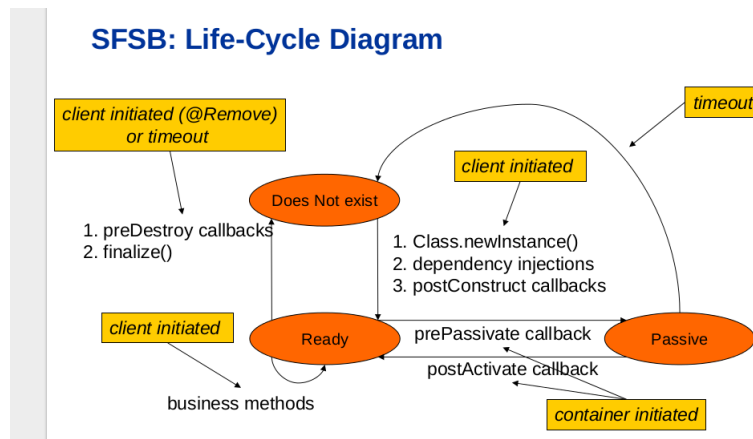 SFSB: Life-Cycle Diagram
client initiated (@Remove)
or timeout
timeout
client initiated
Does Not exist
1. preDestroy callbacks
2. finalize()
1. Class.newInstance()
2. dependency injections
3. postConstruct callbacks
client initiated
Ready
prePassivate callback
Passive
postActivate callback
business methods
container initiated